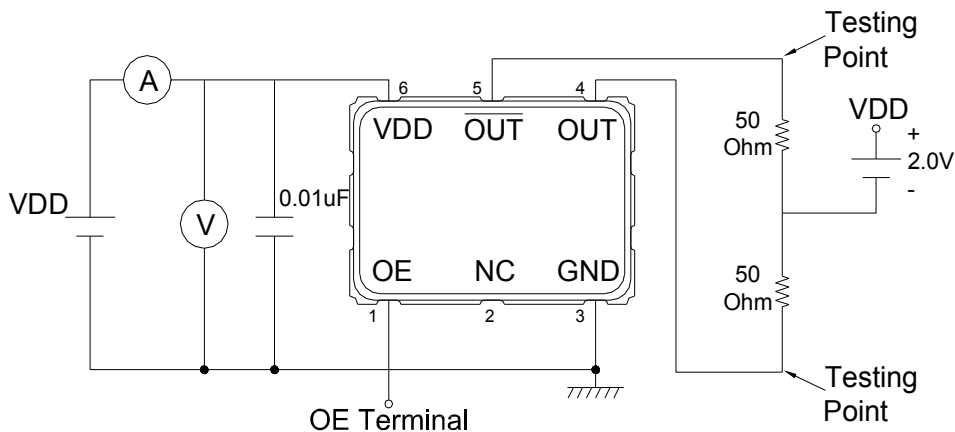 Testing
Point
A
6
5
4
VDD
OUT
OUT
50
Ohm
VDD
+
2.0V
-
VDD
V
0.01uF
OE
NC
GND
50
Ohm
1
2
3
OE Terminal
Testing
Point